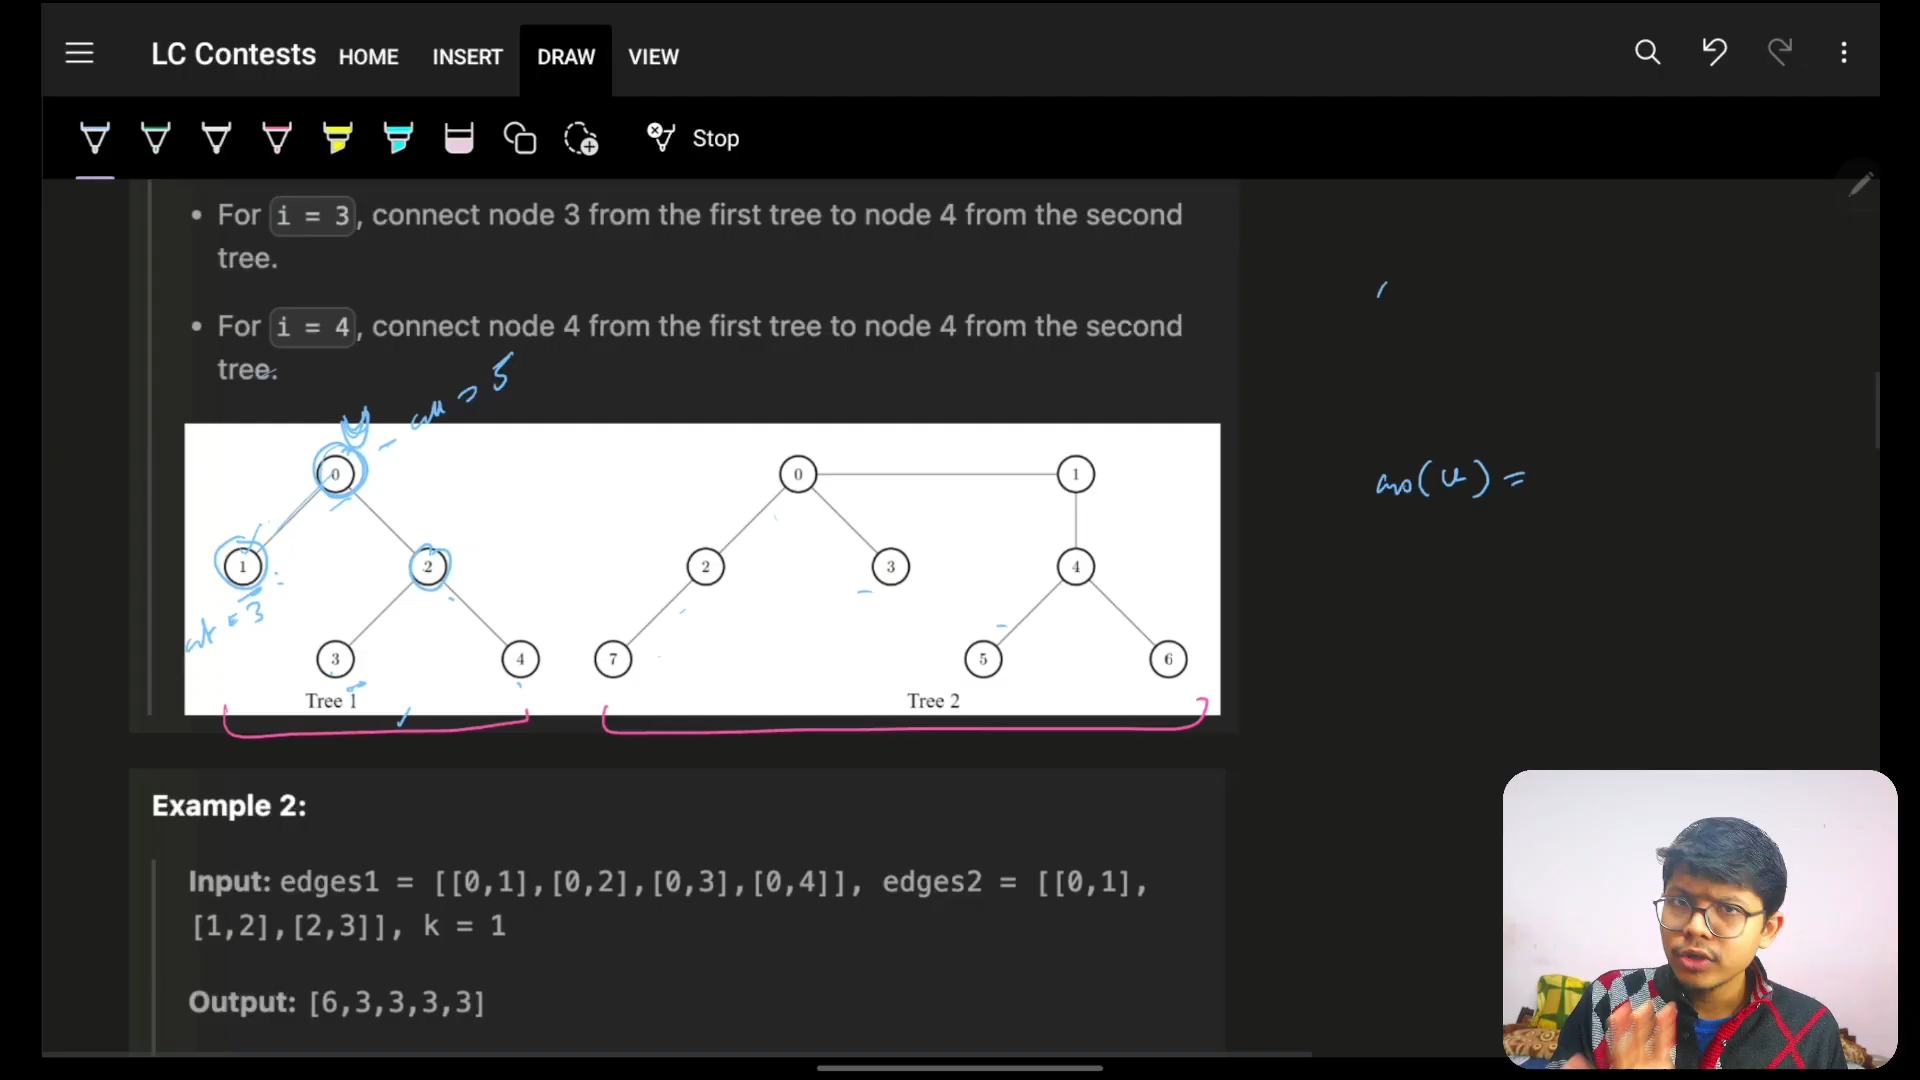 LC Contests HOME INSERT DRAW VIEW
Stop
For i = 3, connect node 3 from the first tree to node 4 from the second
tree.
For i = 4, connect node 4 from the first tree to node 4 from the second
tree.
5
0 0 1
1 2 2 3 4
= 3
3 4 7 5 6
Tree 1 Tree 2
Example 2:
Input: edges1 = [[0,1],[0,2],[0,3],[0,4]], edges2 = [[0,1],
[1,2],[2,3]], k = 1
Output: [6,3,3,3,3]